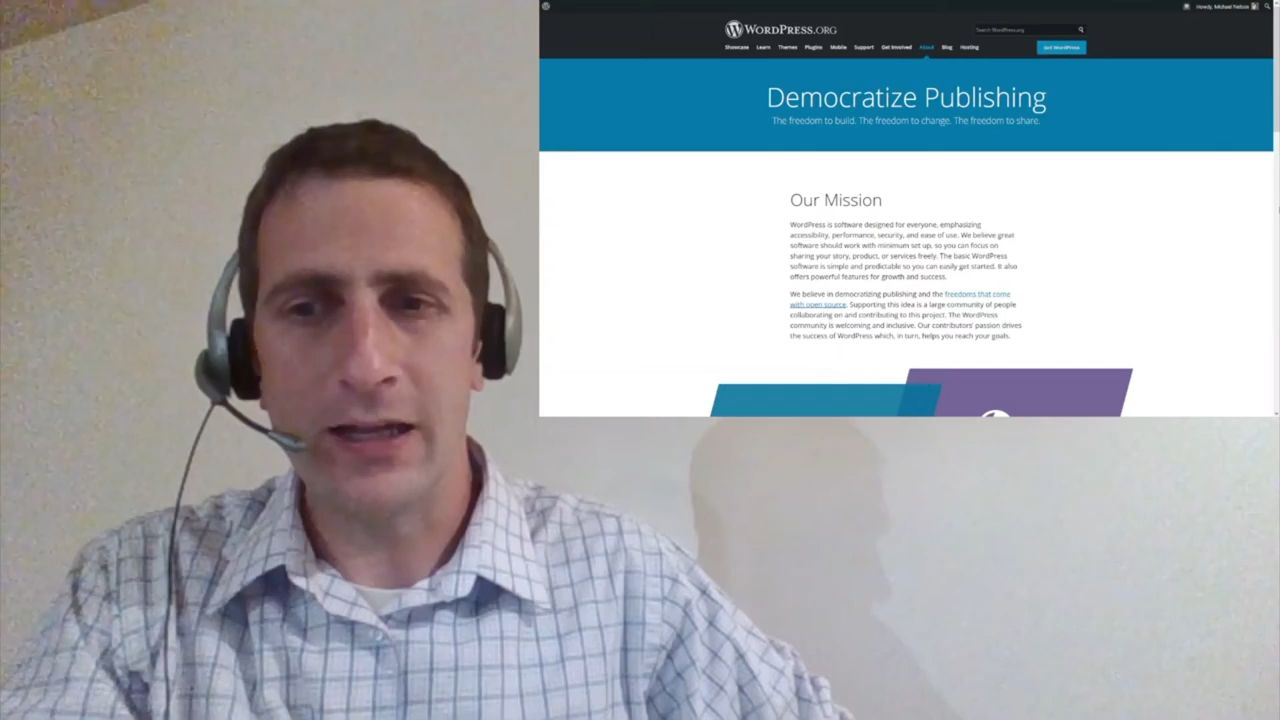 Howdy, Michael Nelson
WORDPRESS.ORG
Search WordPress.org
Showcase Learn Themes Plugins Mobile Support Get Involved About Blog Hosting
Get WordPress
Democratize Publishing
The freedom to build. The freedom to change. The freedom to share.
Our Mission
WordPress is software designed for everyone, emphasizing
accessibility, performance, security, and ease of use. We believe great
software should work with minimum set up, so you can focus on
sharing your story, product, or services freely. The basic WordPress
software is simple and predictable so you can easily get started. It also
offers powerful features for growth and success.
We believe in democratizing publishing and the freedoms that come
with open source. Supporting this idea is a large community of people
collaborating on and contributing to this project. The WordPress
community is welcoming and inclusive. Our contributors' passion drives
the success of WordPress which, in turn, helps you reach your goals.